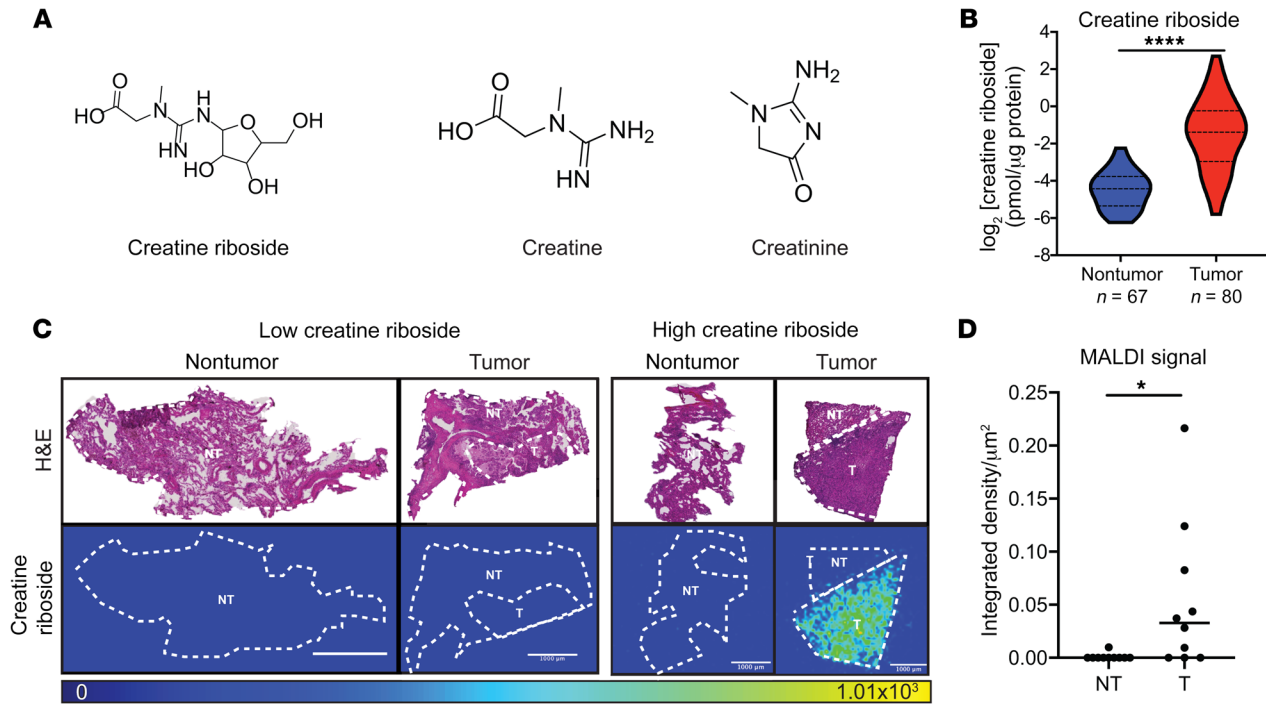 A
O
HO
N
H
N
HN
HO
O
OH
OH
Creatine riboside
O
HO
N
NH2
HN
Creatine
NH2
N
N
O
Creatinine
B
Creatine riboside
****
log2 [creatine riboside]
(pmol/μg protein)
4
2
0
-2
-4
-6
-8
Nontumor
n = 67
Tumor
n = 80
C
Low creatine riboside
High creatine riboside
Nontumor
Tumor
Nontumor
Tumor
H&E
NT
NT
T
NT
NT
T
Creatine
riboside
NT
NT
T
1000 μm
NT
1000 μm
T
NT
T
1000 μm
0
1.01x10³
D
MALDI signal
*
Integrated density/μm²
0.25
0.20
0.15
0.10
0.05
0.00
NT
T